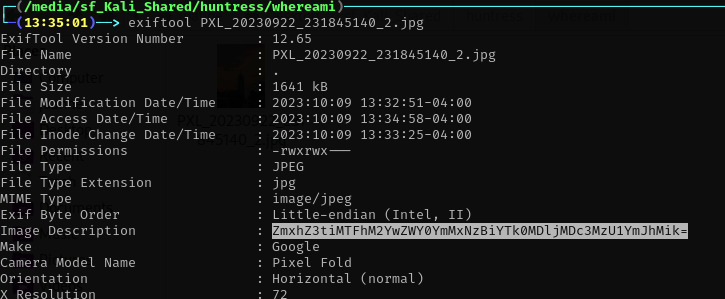 (/media/sf_Kali_Shared/huntress/whereami)
(13:35:01)——> exiftool PXL_20230922_231845140_2.jpg
ExifTool Version Number : 12.65
File Name : PXL_20230922_231845140_2.jpg
Directory : .
File Size : 1641 kB
File Modification Date/Time : 2023:10:09 13:32:51-04:00
File Access Date/Time : 2023:10:09 13:34:58-04:00
File Inode Change Date/Time : 2023:10:09 13:33:25-04:00
File Permissions : -rwxrwx---
File Type : JPEG
File Type Extension : jpg
MIME Type : image/jpeg
Exif Byte Order : Little-endian (Intel, II)
Image Description : ZmxhZ3tiMTFhM2YwZWY0YmMxNzBiYTk0MDljMDc3MzU1YmJhMik=
Make : Google
Camera Model Name : Pixel Fold
Orientation : Horizontal (normal)
X Resolution : 72